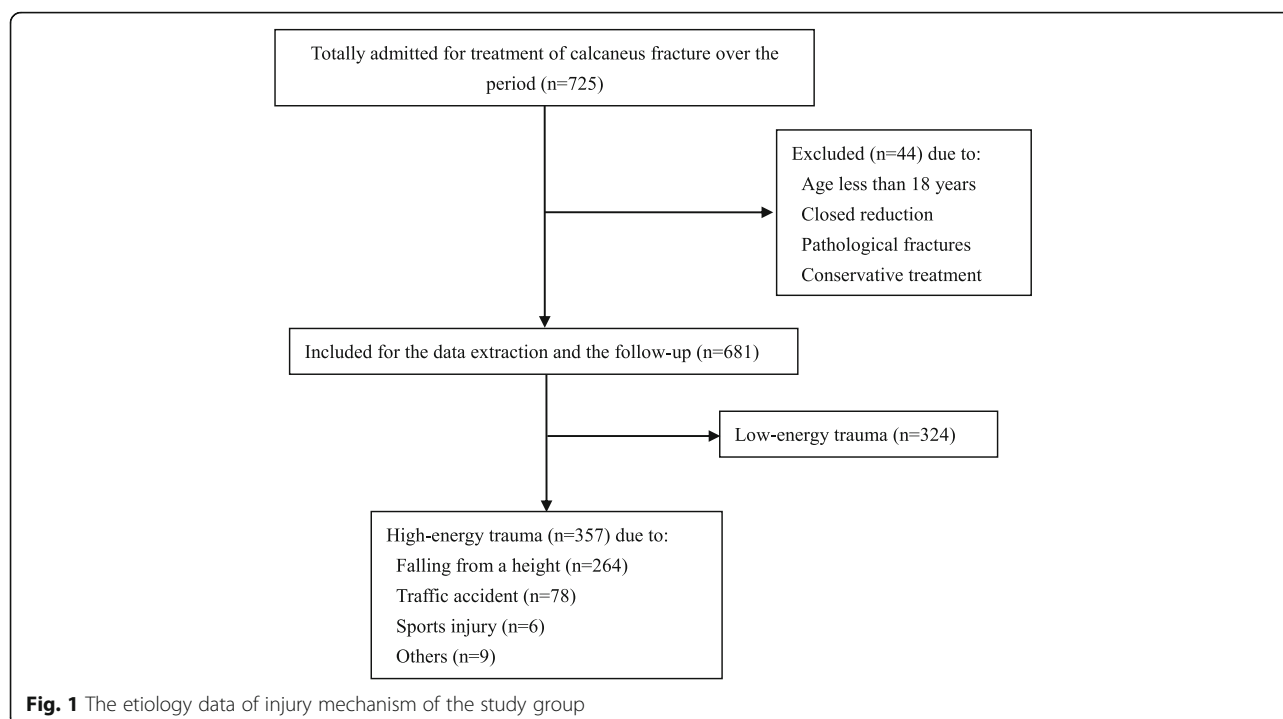 Totally admitted for treatment of calcaneus fracture over the
period (n=725)
Excluded (n=44) due to:
Age less than 18 years
Closed reduction
Pathological fractures
Conservative treatment
Included for the data extraction and the follow-up (n=681)
Low-energy trauma (n=324)
High-energy trauma (n=357) due to:
Falling from a height (n=264)
Traffic accident (n=78)
Sports injury (n=6)
Others (n=9)
Fig. 1 The etiology data of injury mechanism of the study group